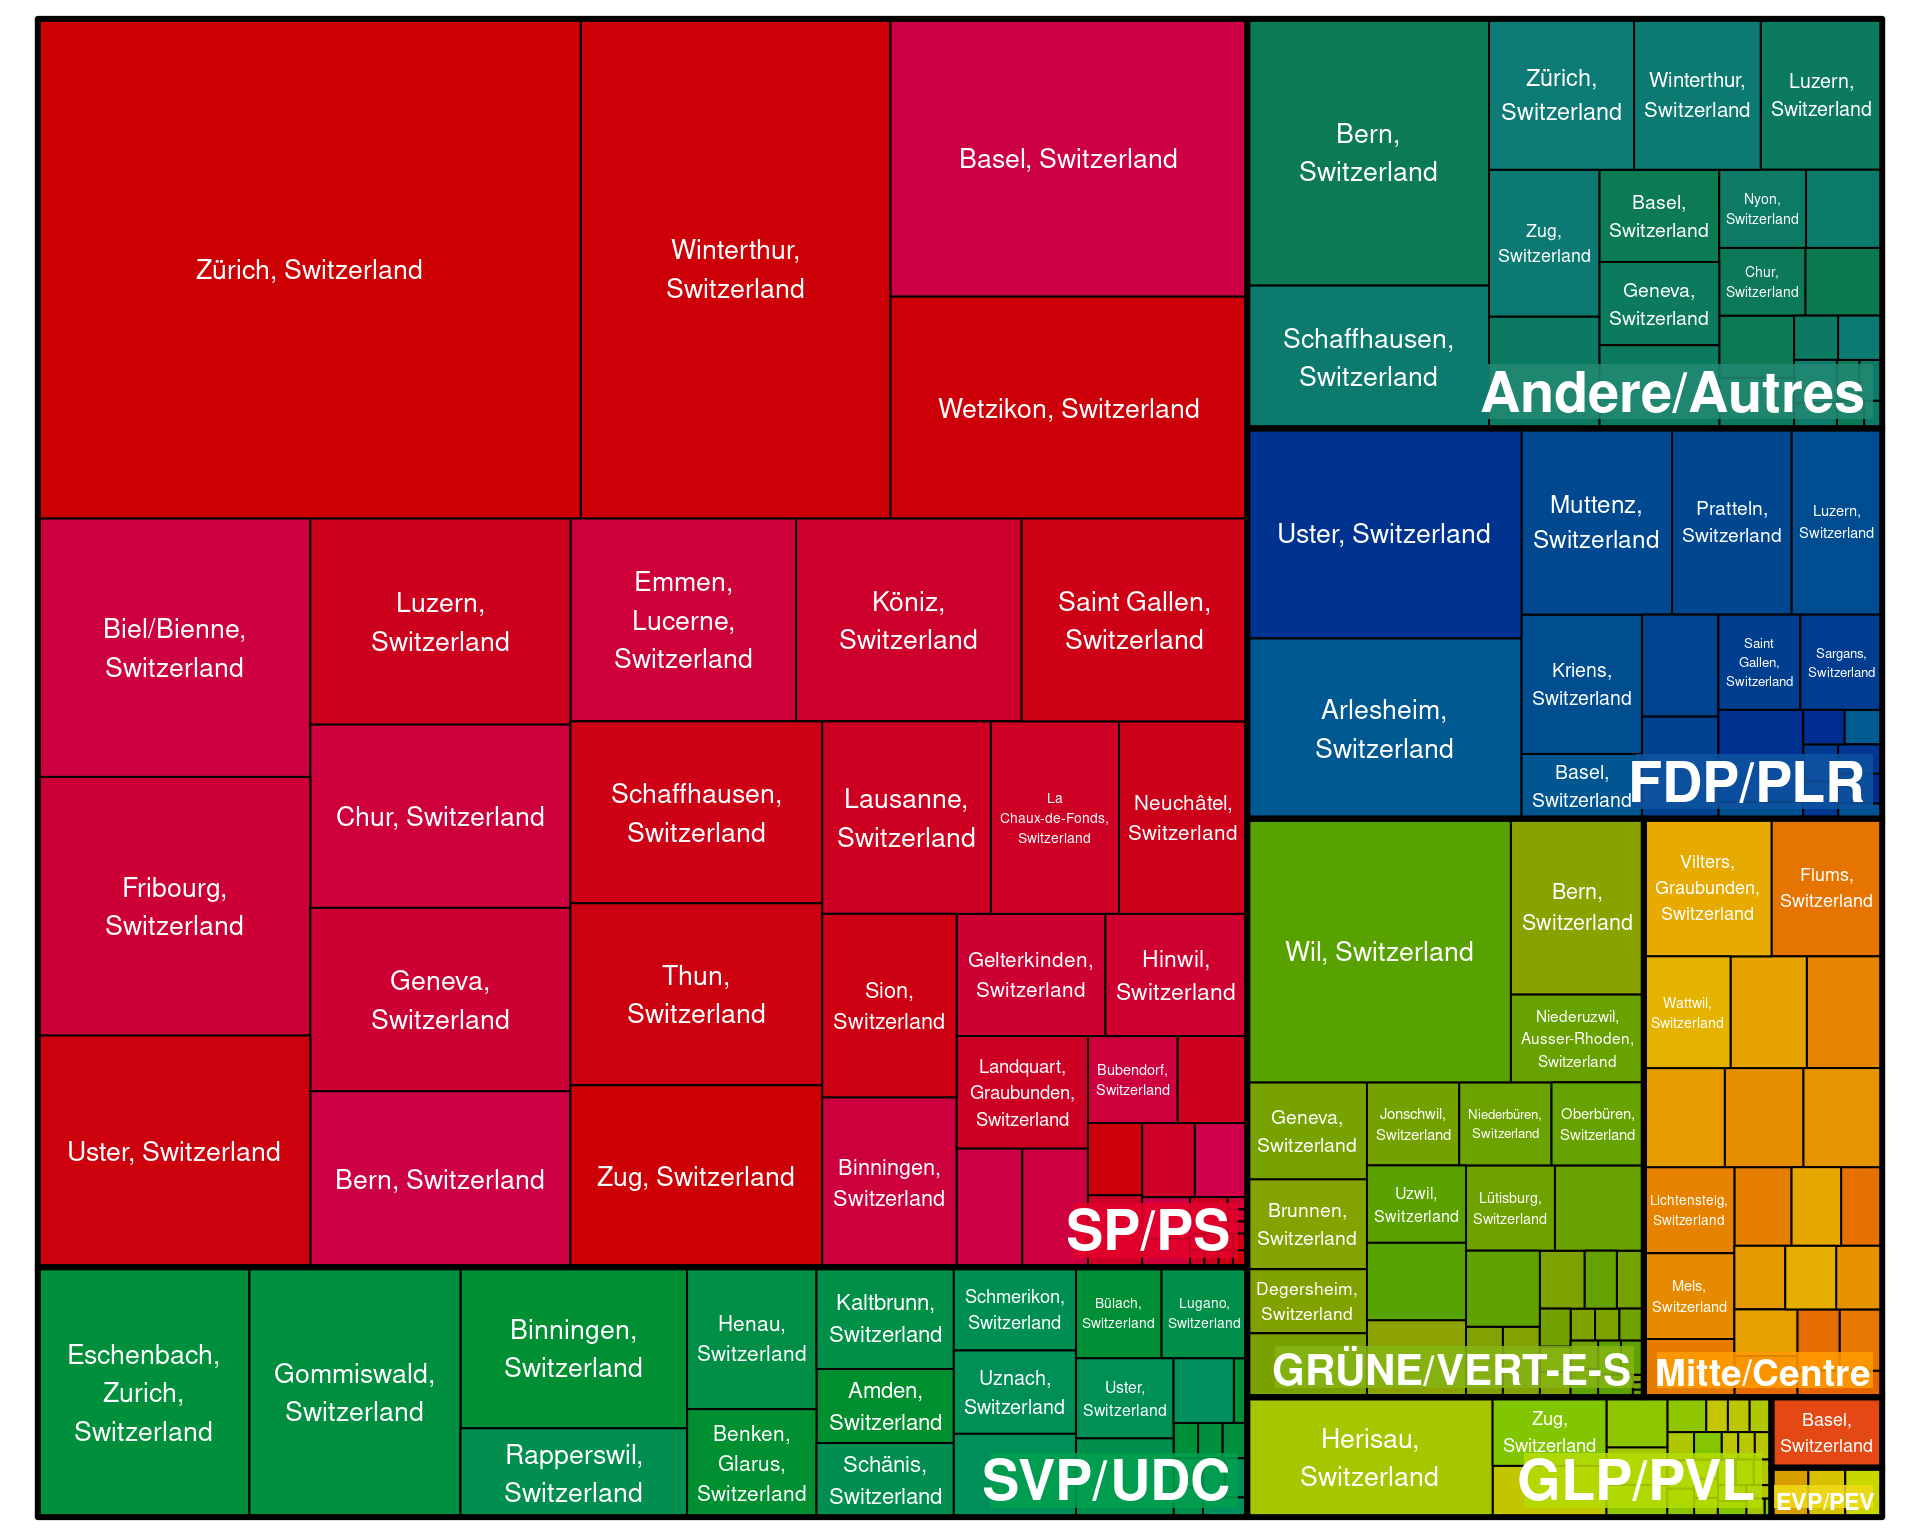 Zürich, Switzerland
Winterthur,
Switzerland
Basel, Switzerland
Wetzikon, Switzerland
Biel/Bienne,
Switzerland
Fribourg,
Switzerland
Uster, Switzerland
Luzern,
Switzerland
Chur, Switzerland
Geneva,
Switzerland
Bern, Switzerland
Emmen,
Lucerne,
Switzerland
Köniz,
Switzerland
Saint Gallen,
Switzerland
Schaffhausen,
Switzerland
Thun,
Switzerland
Zug, Switzerland
Lausanne,
Switzerland
La
Chaux-de-Fonds,
Switzerland
Neuchâtel,
Switzerland
Sion,
Switzerland
Binningen,
Switzerland
Gelterkinden,
Switzerland
Hinwil,
Switzerland
Landquart,
Graubunden,
Switzerland
Bubendorf,
Switzerland
SP/PS
Eschenbach,
Zurich,
Switzerland
Gommiswald,
Switzerland
Binningen,
Switzerland
Rapperswil,
Switzerland
Henau,
Switzerland
Benken,
Glarus,
Switzerland
Kaltbrunn,
Switzerland
Amden,
Switzerland
Schänis,
Switzerland
Schmerikon,
Switzerland
Uznach,
Switzerland
Bülach,
Switzerland
Lugano,
Switzerland
Uster,
Switzerland
SVP/UDC
Bern,
Switzerland
Schaffhausen,
Switzerland
Zürich,
Switzerland
Winterthur,
Switzerland
Luzern,
Switzerland
Zug,
Switzerland
Basel,
Switzerland
Geneva,
Switzerland
Nyon,
Switzerland
Chur,
Switzerland
Andere/Autres
Uster, Switzerland
Arlesheim,
Switzerland
Muttenz,
Switzerland
Pratteln,
Switzerland
Luzern,
Switzerland
Kriens,
Switzerland
Basel,
Switzerland
Saint
Gallen,
Switzerland
Sargans,
Switzerland
FDP/PLR
Wil, Switzerland
Bern,
Switzerland
Niederuzwil,
Ausser-Rhoden,
Switzerland
Geneva,
Switzerland
Brunnen,
Switzerland
Degersheim,
Switzerland
Jonschwil,
Switzerland
Niederbüren,
Switzerland
Oberbüren,
Switzerland
Uzwil,
Switzerland
Lütisburg,
Switzerland
GRÜNE/VERT-E-S
Vilters,
Graubunden,
Switzerland
Flums,
Switzerland
Wattwil,
Switzerland
Lichtensteig,
Switzerland
Mels,
Switzerland
Mitte/Centre
Herisau,
Switzerland
Zug,
Switzerland
GLP/PVL
Basel,
Switzerland
EVP/PEV